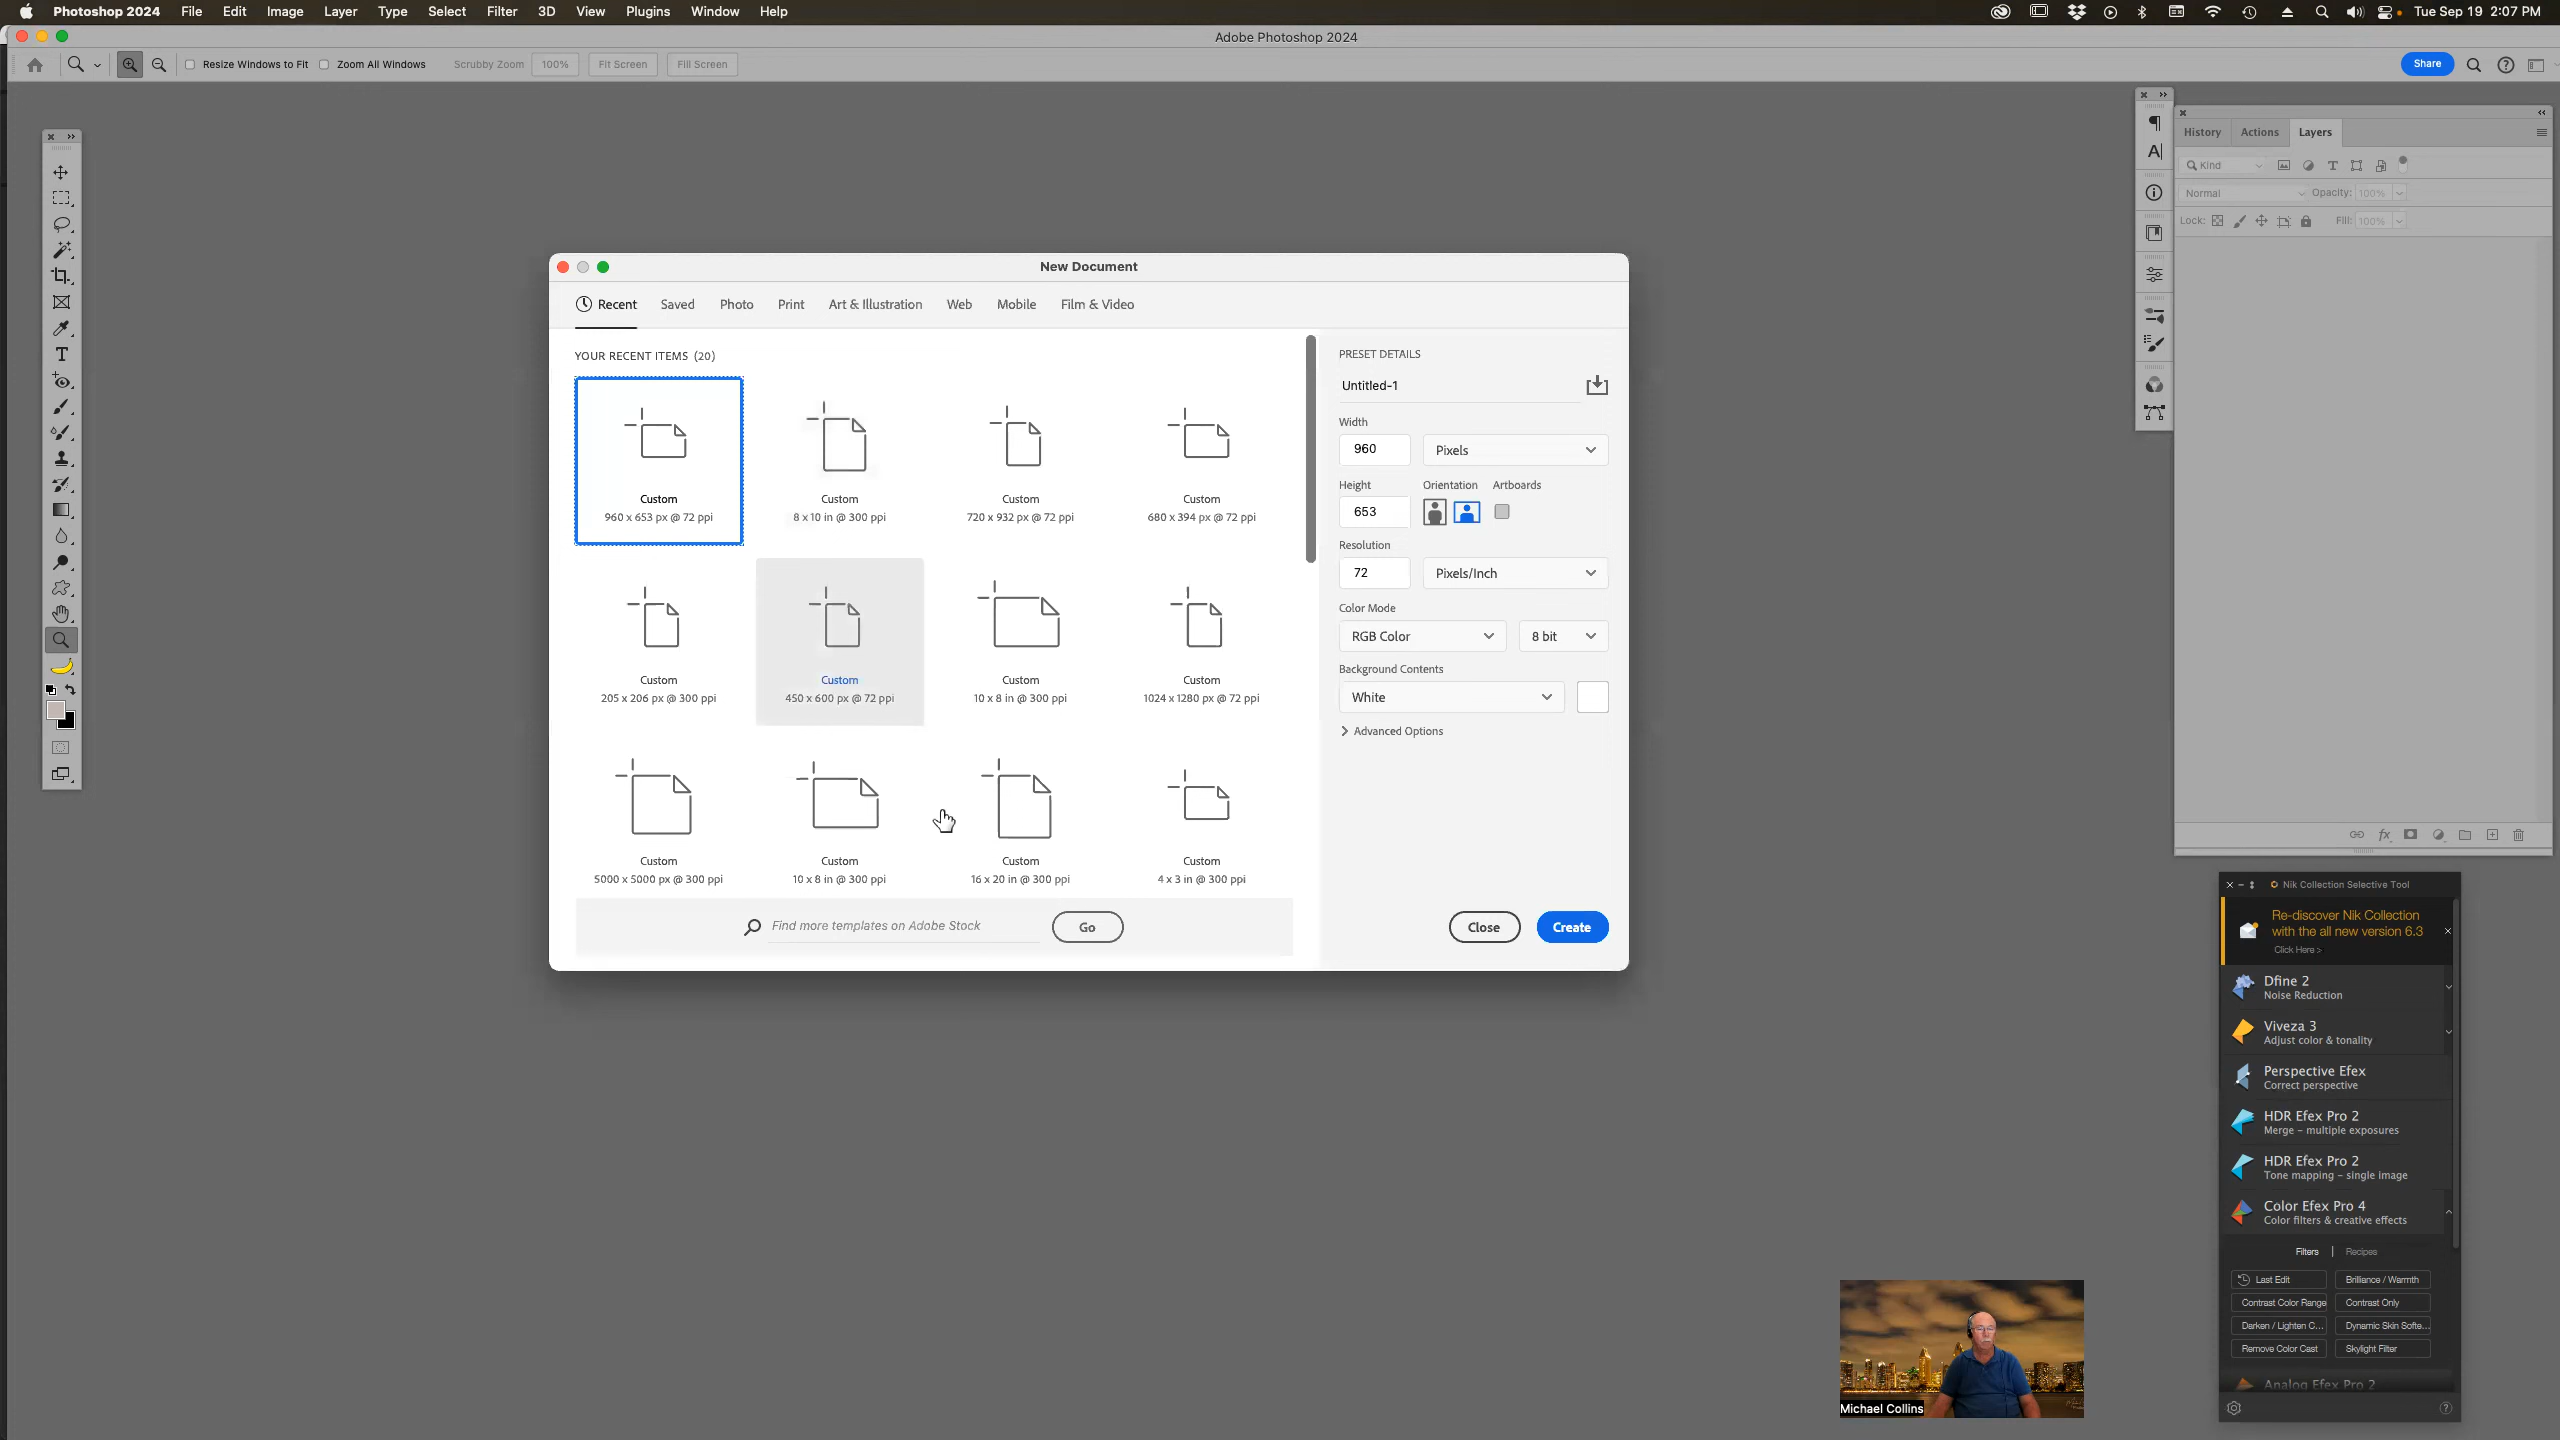 Photoshop 2024 File Edit Image Layer Type Select Filter 3D View Plugins Window Help Tue Sep 19 2:07 PM
Adobe Photoshop 2024
Resize Windows to Fit Zoom All Windows Scrubby Zoom 100% Fit Screen Fill Screen Share
History Actions Layers
Kind
Normal Opacity: 100%
Lock: Fill: 100%
New Document
Recent Saved Photo Print Art & Illustration Web Mobile Film & Video
YOUR RECENT ITEMS (20)
Custom Custom Custom Custom
960 x 653 px @ 72 ppi 8 x 10 in @ 300 ppi 720 x 932 px @ 72 ppi 680 x 394 px @ 72 ppi
Custom Custom Custom Custom
205 x 206 px @ 300 ppi 450 x 600 px @ 72 ppi 10 x 8 in @ 300 ppi 1024 x 1280 px @ 72 ppi
Custom Custom Custom Custom
5000 x 5000 px @ 300 ppi 10 x 8 in @ 300 ppi 16 x 20 in @ 300 ppi 4 x 3 in @ 300 ppi
Find more templates on Adobe Stock Go
PRESET DETAILS
Untitled-1
Width
960 Pixels
Height Orientation Artboards
653
Resolution
72 Pixels/Inch
Color Mode
RGB Color 8 bit
Background Contents
White
Advanced Options
Close Create
Nik Collection Selective Tool
Re-discover Nik Collection
with the all new version 6.3
Click Here >
Dfine 2
Noise Reduction
Viveza 3
Adjust color & tonality
Perspective Efex
Correct perspective
HDR Efex Pro 2
Merge – multiple exposures
HDR Efex Pro 2
Tone mapping – single image
Color Efex Pro 4
Color filters & creative effects
Filters | Recipes
Last Edit Brilliance / Warmth
Contrast Color Range Contrast Only
Darken / Lighten C... Dynamic Skin Softe...
Remove Color Cast Skylight Filter
Analog Efex Pro 2
Michael Collins